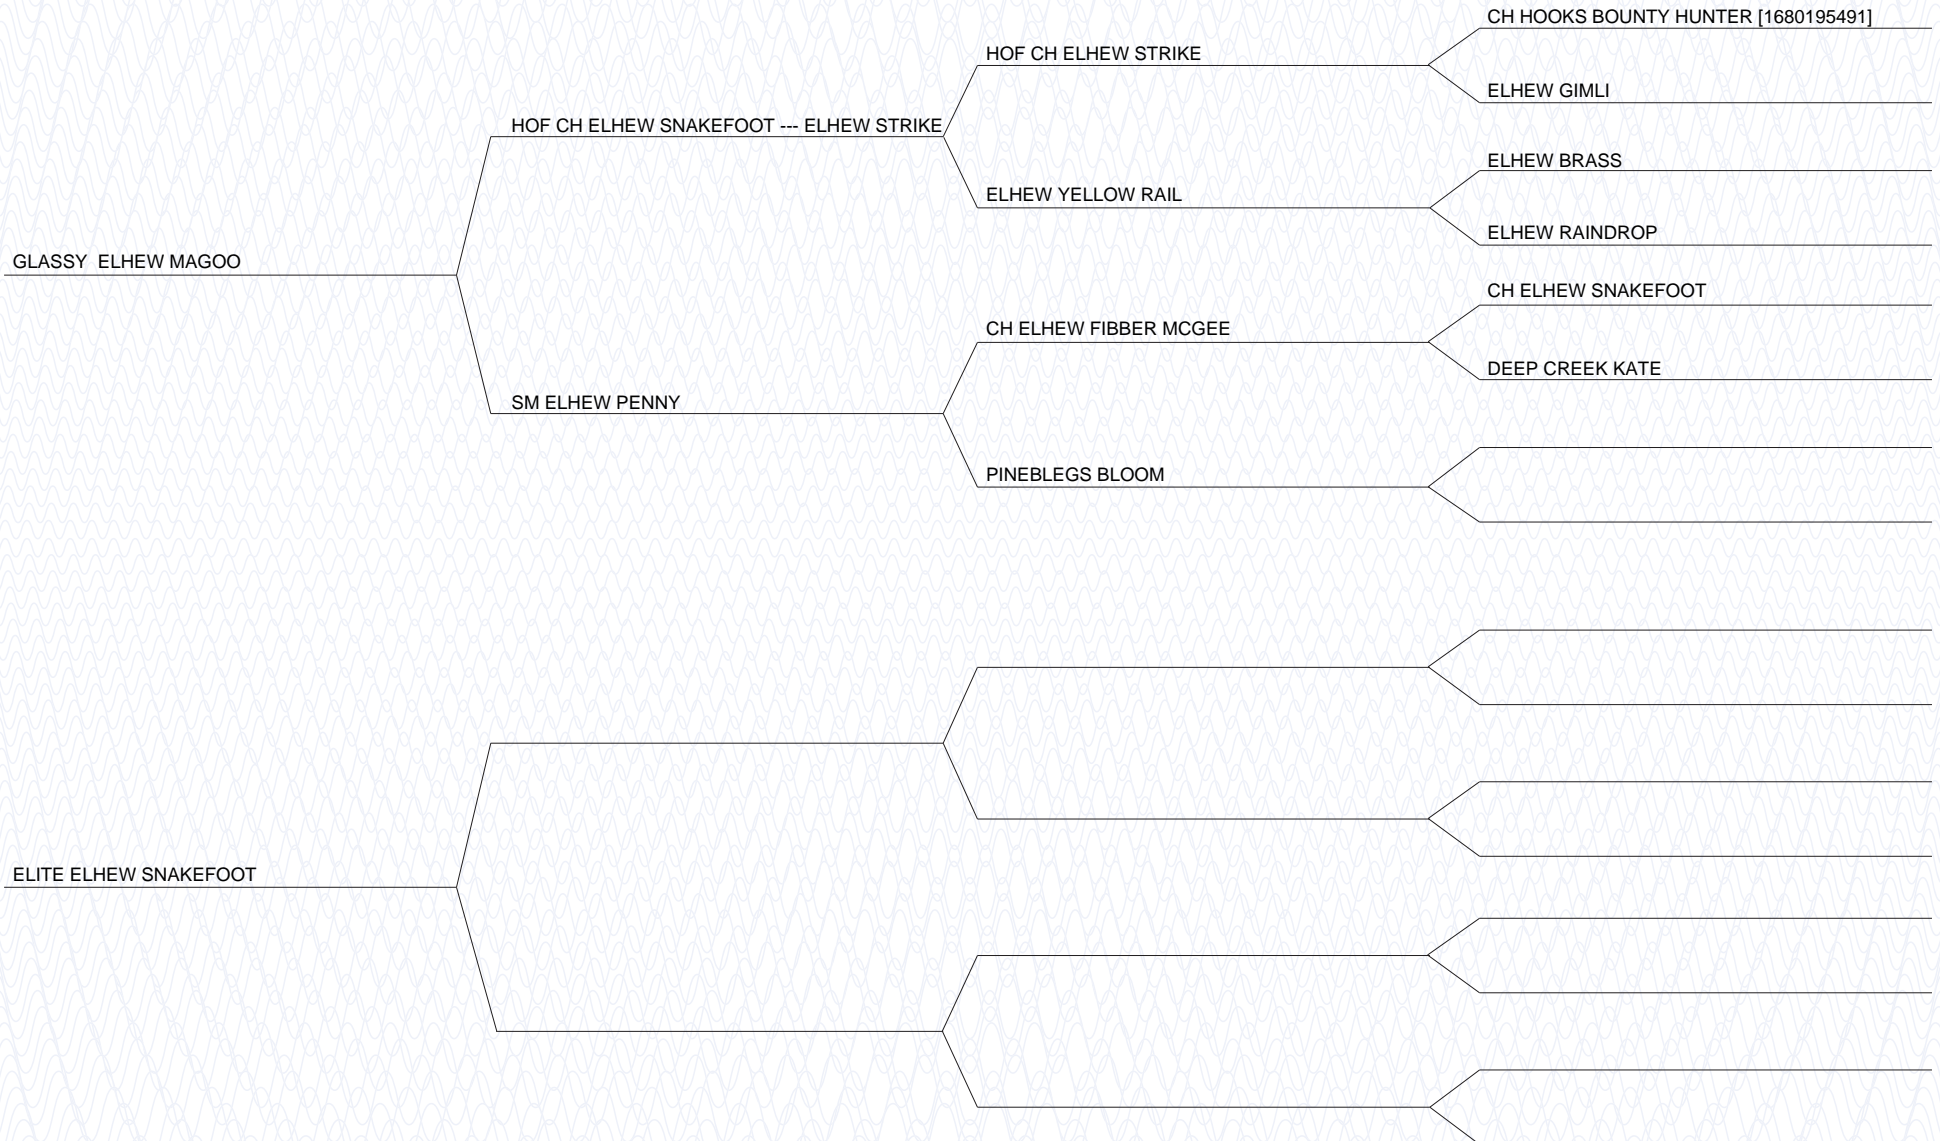 CH HOOKS BOUNTY HUNTER [1680195491]
HOF CH ELHEW STRIKE
ELHEW GIMLI
HOF CH ELHEW SNAKEFOOT --- ELHEW STRIKE
ELHEW BRASS
ELHEW YELLOW RAIL
ELHEW RAINDROP
GLASSY  ELHEW MAGOO
CH ELHEW SNAKEFOOT
CH ELHEW FIBBER MCGEE
DEEP CREEK KATE
SM ELHEW PENNY
PINEBLEGS BLOOM
ELITE ELHEW SNAKEFOOT